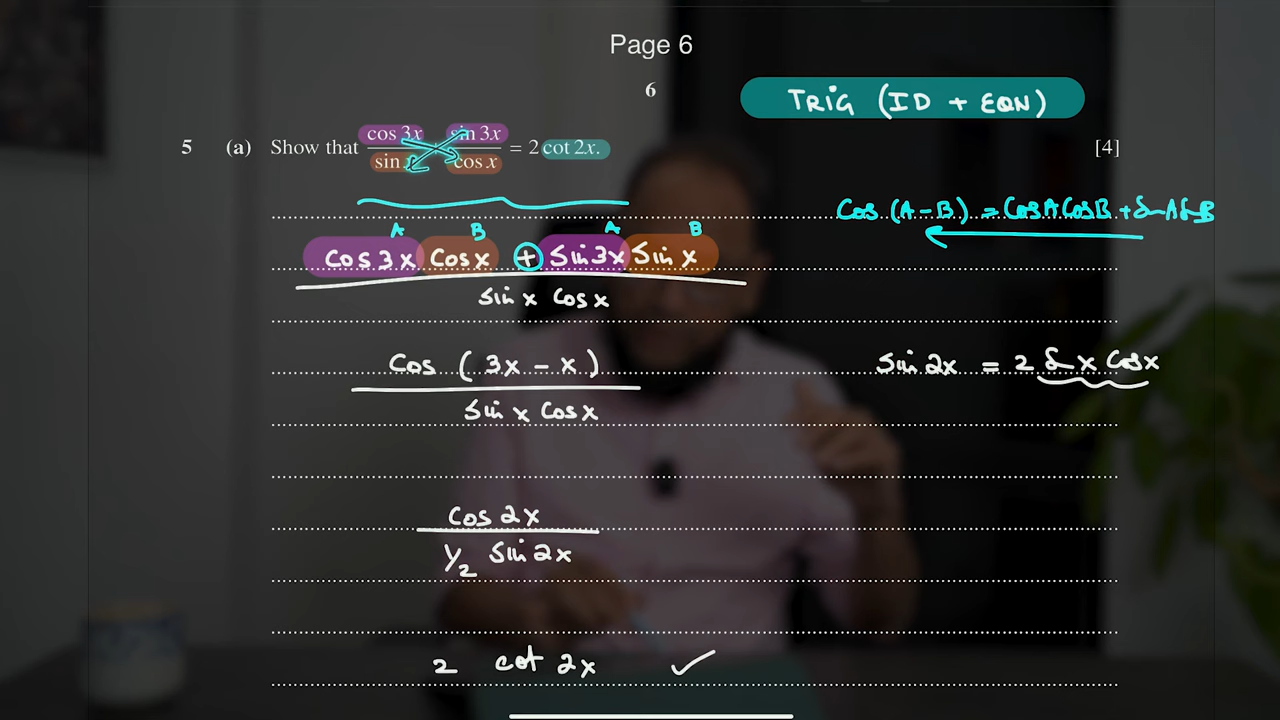 Page 6
6
TRIG (ID + EQN)
5 (a) Show that cos 3x / sin x + sin 3x / cos x = 2 cot 2x. [4]
Cos (A - B) = CosA CosB + SinA SinB
A B A B
Cos 3x Cos x + Sin 3x Sin x
Sin x Cos x
Cos (3x - x)
Sin 2x = 2 Sin x Cos x
Sin x Cos x
Cos 2x
1/2 Sin 2x
2 cot 2x ✓